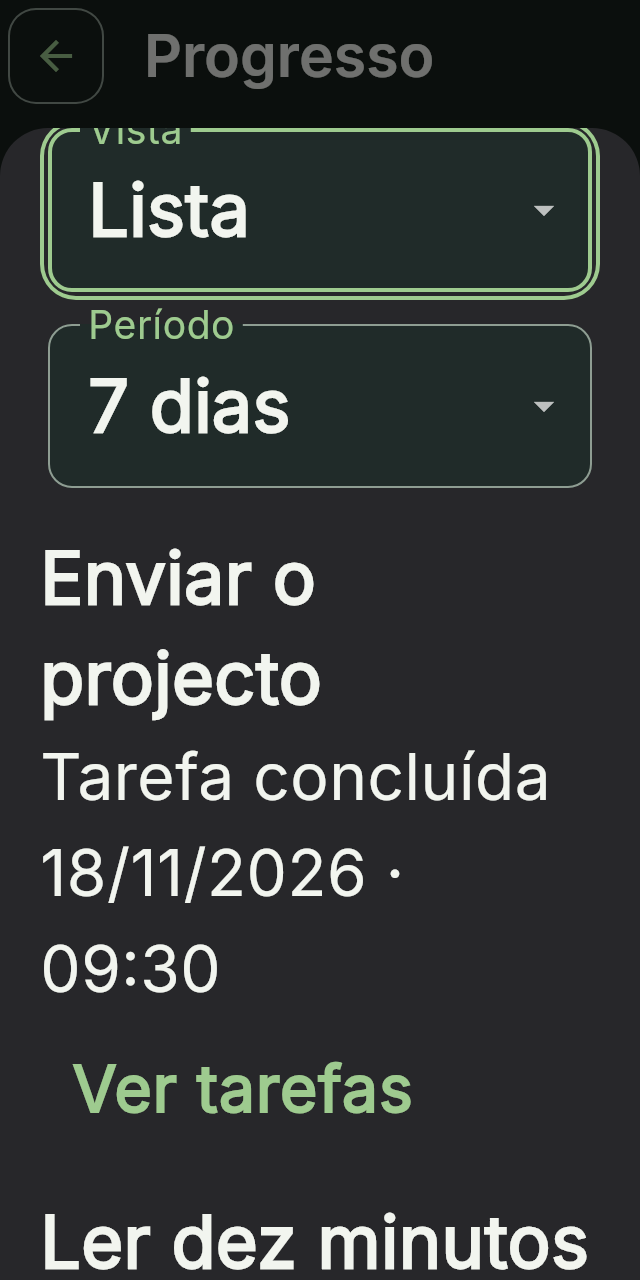 Progresso
Vista
Lista
Período
7 dias
Enviar o
projecto
Tarefa concluída
18/11/2026 ·
09:30
Ver tarefas
Ler dez minutos